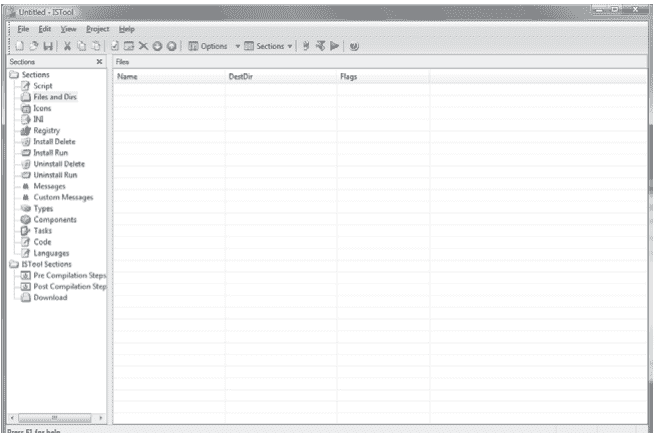 Untitled - ISTool
File Edit View Project Help
Options Sections
Sections
Files
Name DestDir Flags
Sections
Script
Files and Dirs
Icons
INI
Registry
Install Delete
Install Run
Uninstall Delete
Uninstall Run
Messages
Custom Messages
Types
Components
Tasks
Code
Languages
ISTool Sections
Pre Compilation Steps
Post Compilation Step
Download
Press F1 for help